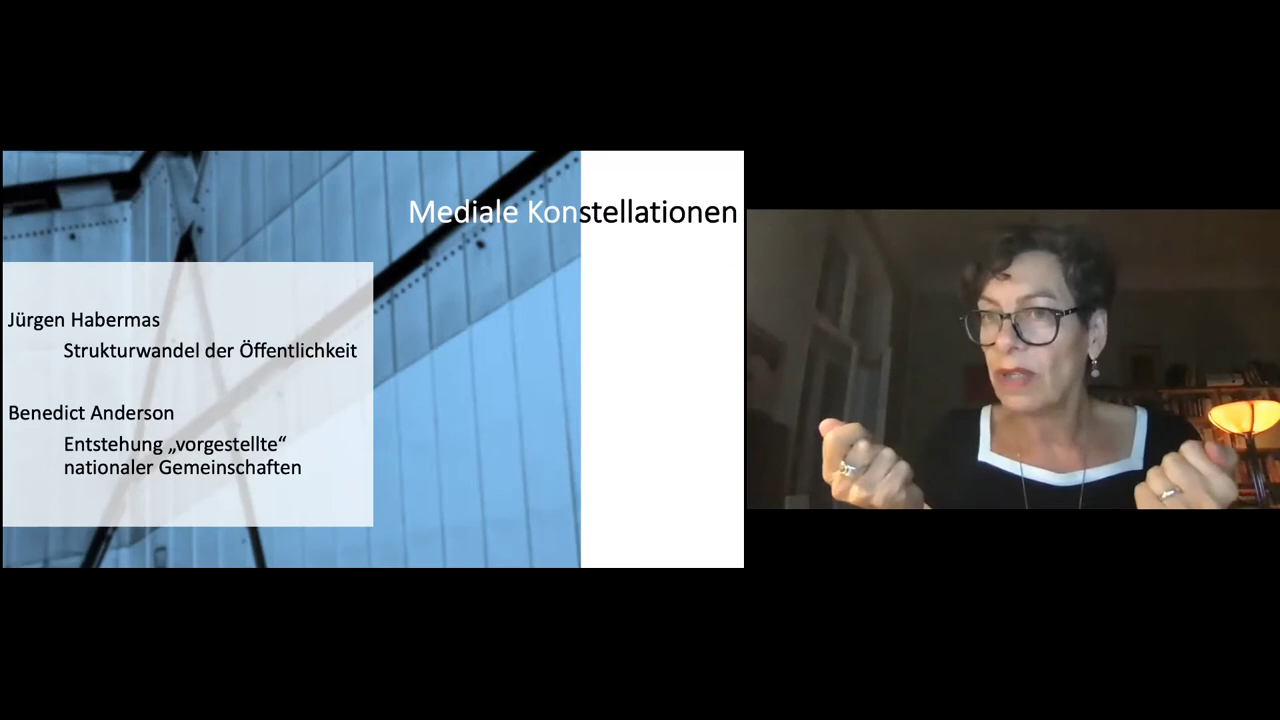 Mediale Konstellationen
Jürgen Habermas
Strukturwandel der Öffentlichkeit
Benedict Anderson
Entstehung „vorgestellte“
nationaler Gemeinschaften